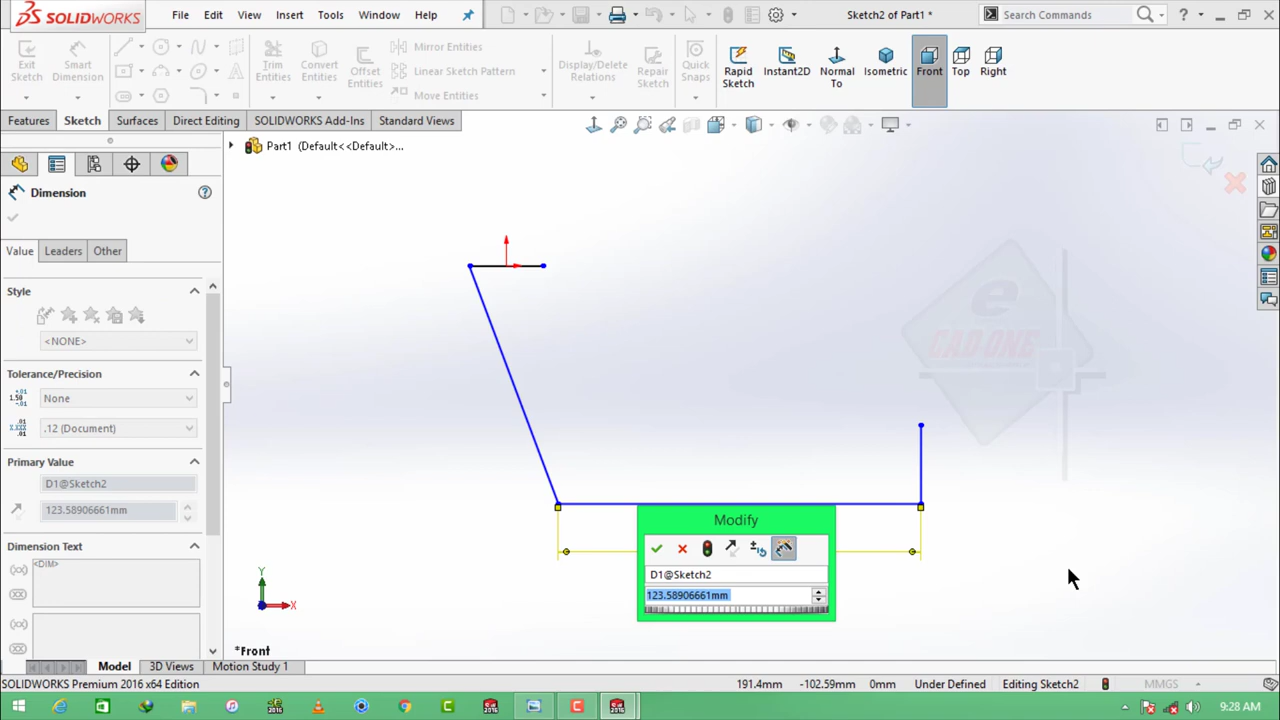 SOLIDWORKS File Edit View Insert Tools Window Help Sketch2 of Part1 * Search Commands ?
Exit Sketch
Smart Dimension
Trim Entities
Convert Entities
Offset Entities
Mirror Entities
Linear Sketch Pattern
Move Entities
Display/Delete Relations
Repair Sketch
Quick Snaps
Rapid Sketch
Instant2D
Normal To
Isometric
Front
Top
Right
Features Sketch Surfaces Direct Editing SOLIDWORKS Add-Ins Standard Views
Part1 (Default<<Default>...
Dimension
Value Leaders Other
Style
<NONE>
Tolerance/Precision
1.50 +.01 -.01 None
.12 (Document)
Primary Value
D1@Sketch2
123.58906661mm
Dimension Text
<DIM>
e
CAD ONE
Modify
D1@Sketch2
123.58906661mm
Y
X
*Front
Model 3D Views Motion Study 1
SOLIDWORKS Premium 2016 x64 Edition 191.4mm -102.59mm 0mm Under Defined Editing Sketch2 MMGS
9:28 AM